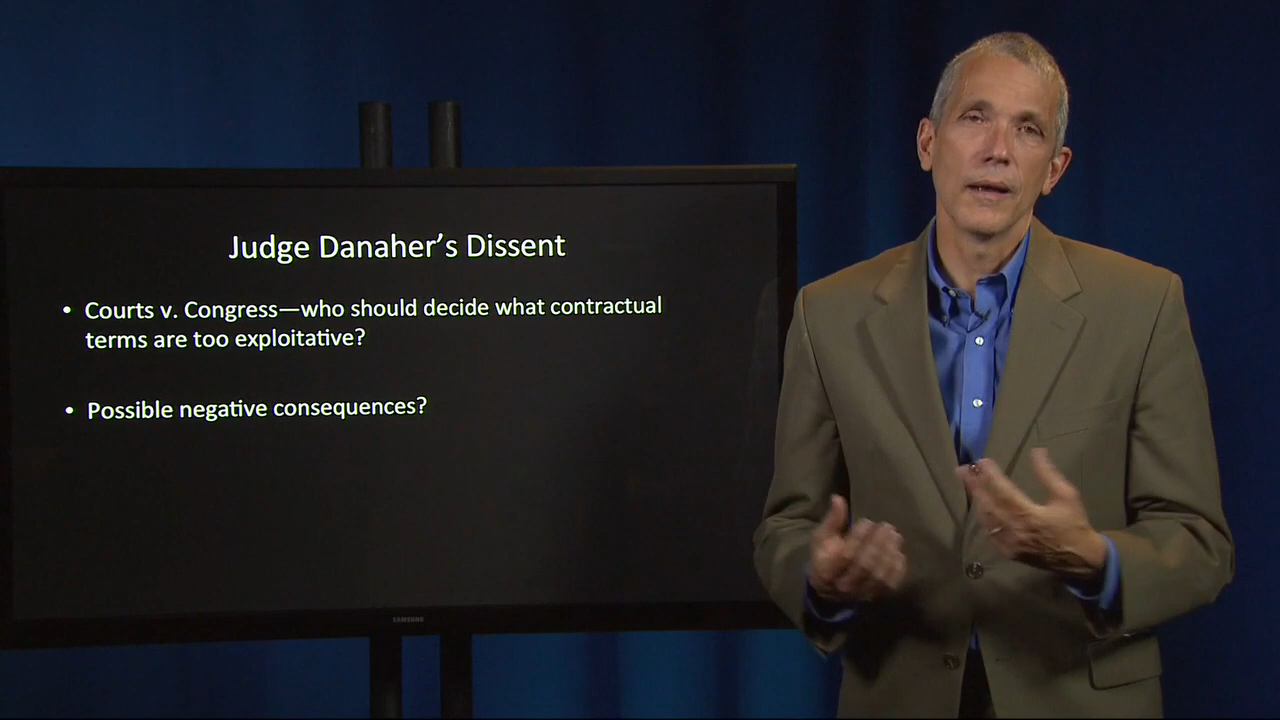 Judge Danaher's Dissent
• Courts v. Congress—who should decide what contractual
terms are too exploitative?
• Possible negative consequences?
SAMSUNG